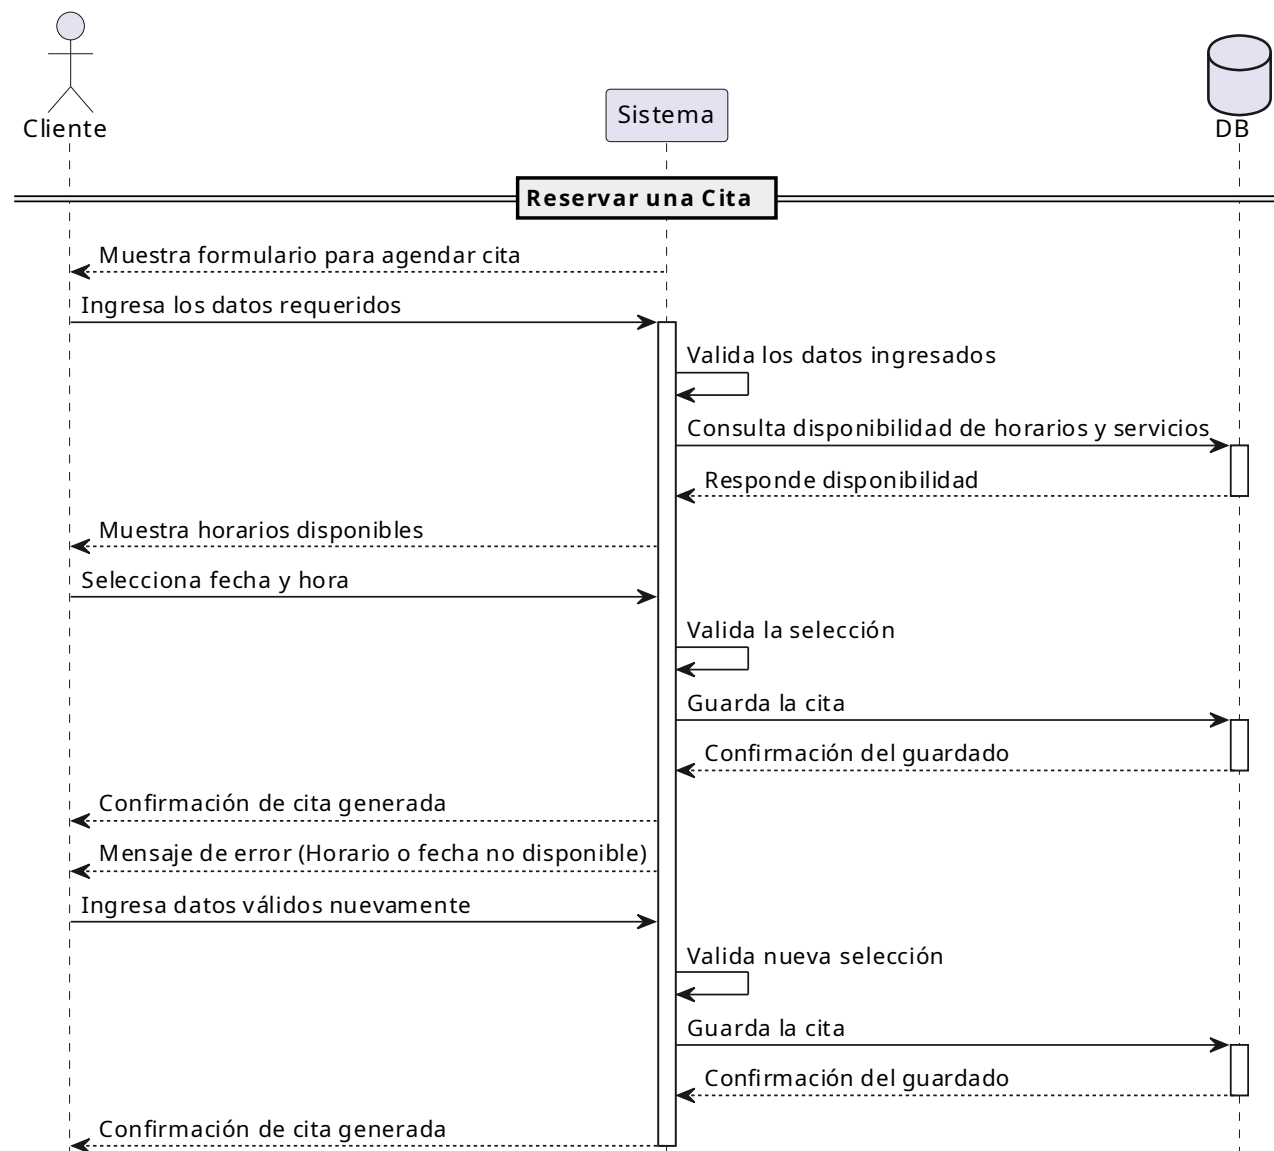 Cliente
Sistema
DB
Reservar una Cita
Muestra formulario para agendar cita
Ingresa los datos requeridos
Valida los datos ingresados
Consulta disponibilidad de horarios y servicios
Responde disponibilidad
Muestra horarios disponibles
Selecciona fecha y hora
Valida la selección
Guarda la cita
Confirmación del guardado
Confirmación de cita generada
Mensaje de error (Horario o fecha no disponible)
Ingresa datos válidos nuevamente
Valida nueva selección
Guarda la cita
Confirmación del guardado
Confirmación de cita generada